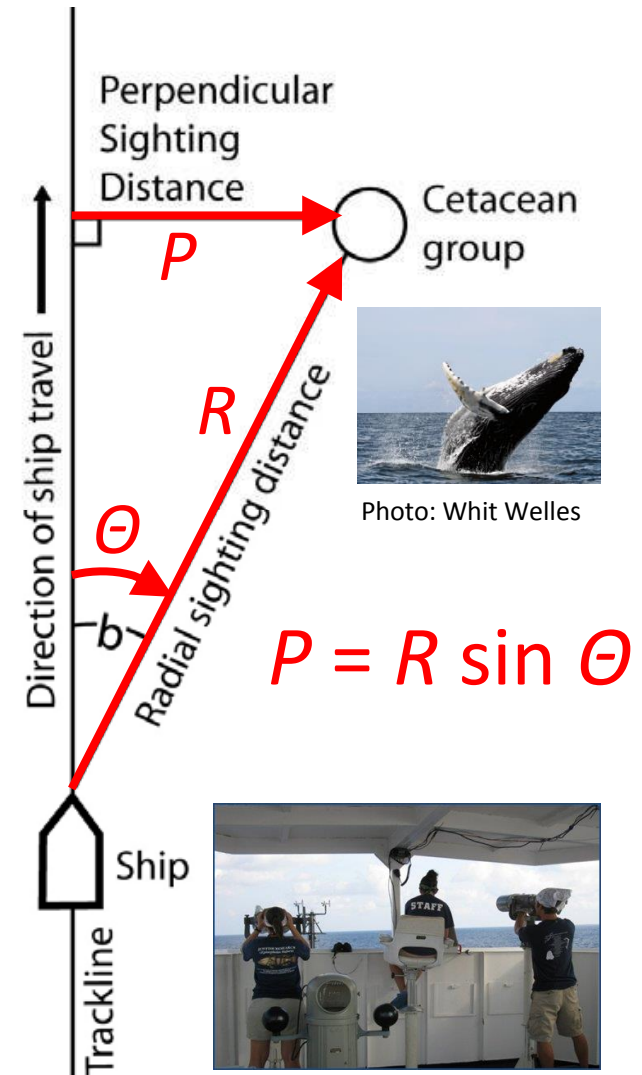 Perpendicular
Sighting
Distance
Cetacean
group
P
Direction of ship travel
R
Radial sighting distance
Photo: Whit Welles
Θ
b
P = R sin Θ
Ship
STAFF
Trackline